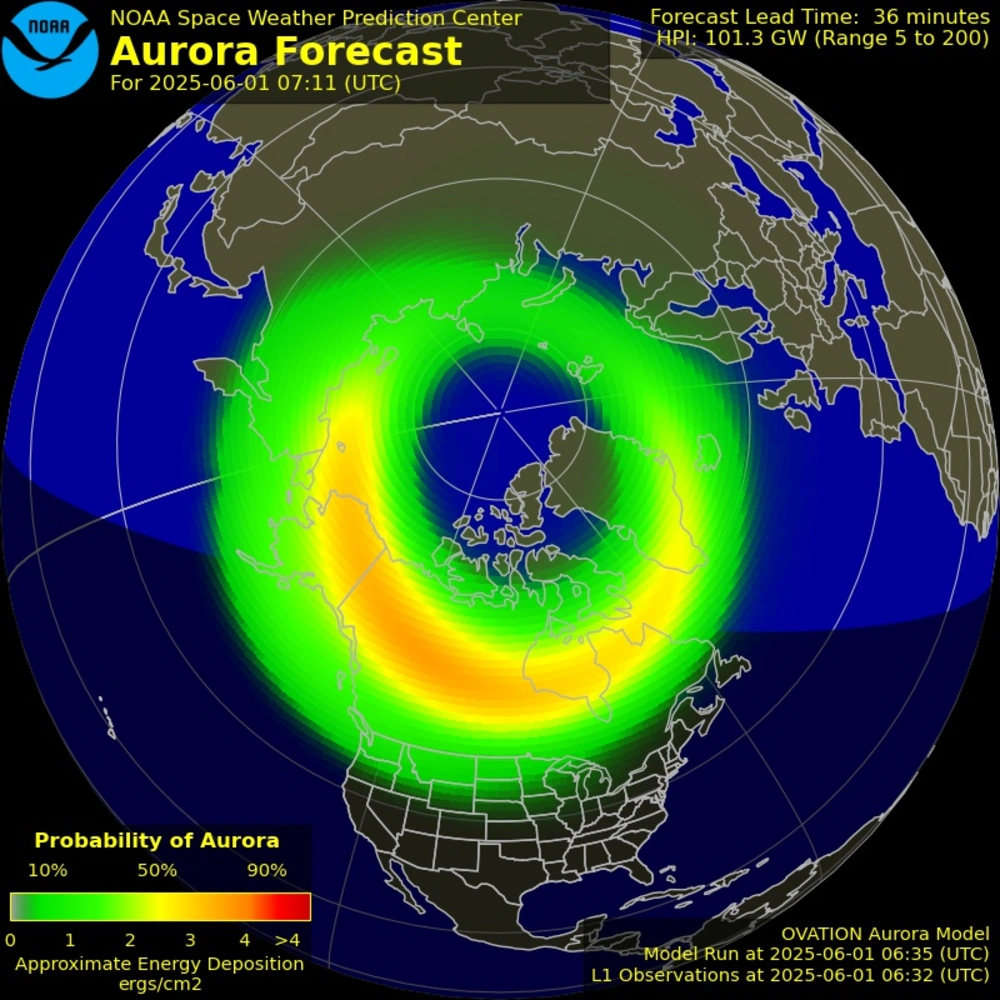 NOAA
NOAA Space Weather Prediction Center
Aurora Forecast
For 2025-06-01 07:11 (UTC)
Forecast Lead Time: 36 minutes
HPI: 101.3 GW (Range 5 to 200)
Probability of Aurora
10% 50% 90%
0 1 2 3 4 >4
Approximate Energy Deposition
ergs/cm2
OVATION Aurora Model
Model Run at 2025-06-01 06:35 (UTC)
L1 Observations at 2025-06-01 06:32 (UTC)